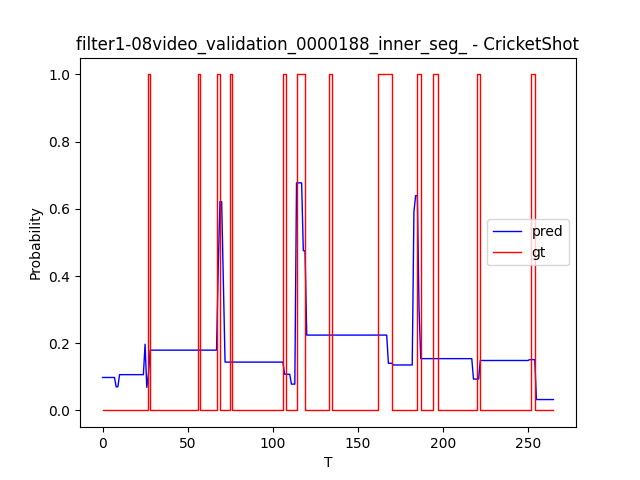 filter1-08video_validation_0000188_inner_seg_ - CricketShot
1.0
0.8
0.6
0.4
0.2
0.0
Probability
pred
gt
0 50 100 150 200 250
T